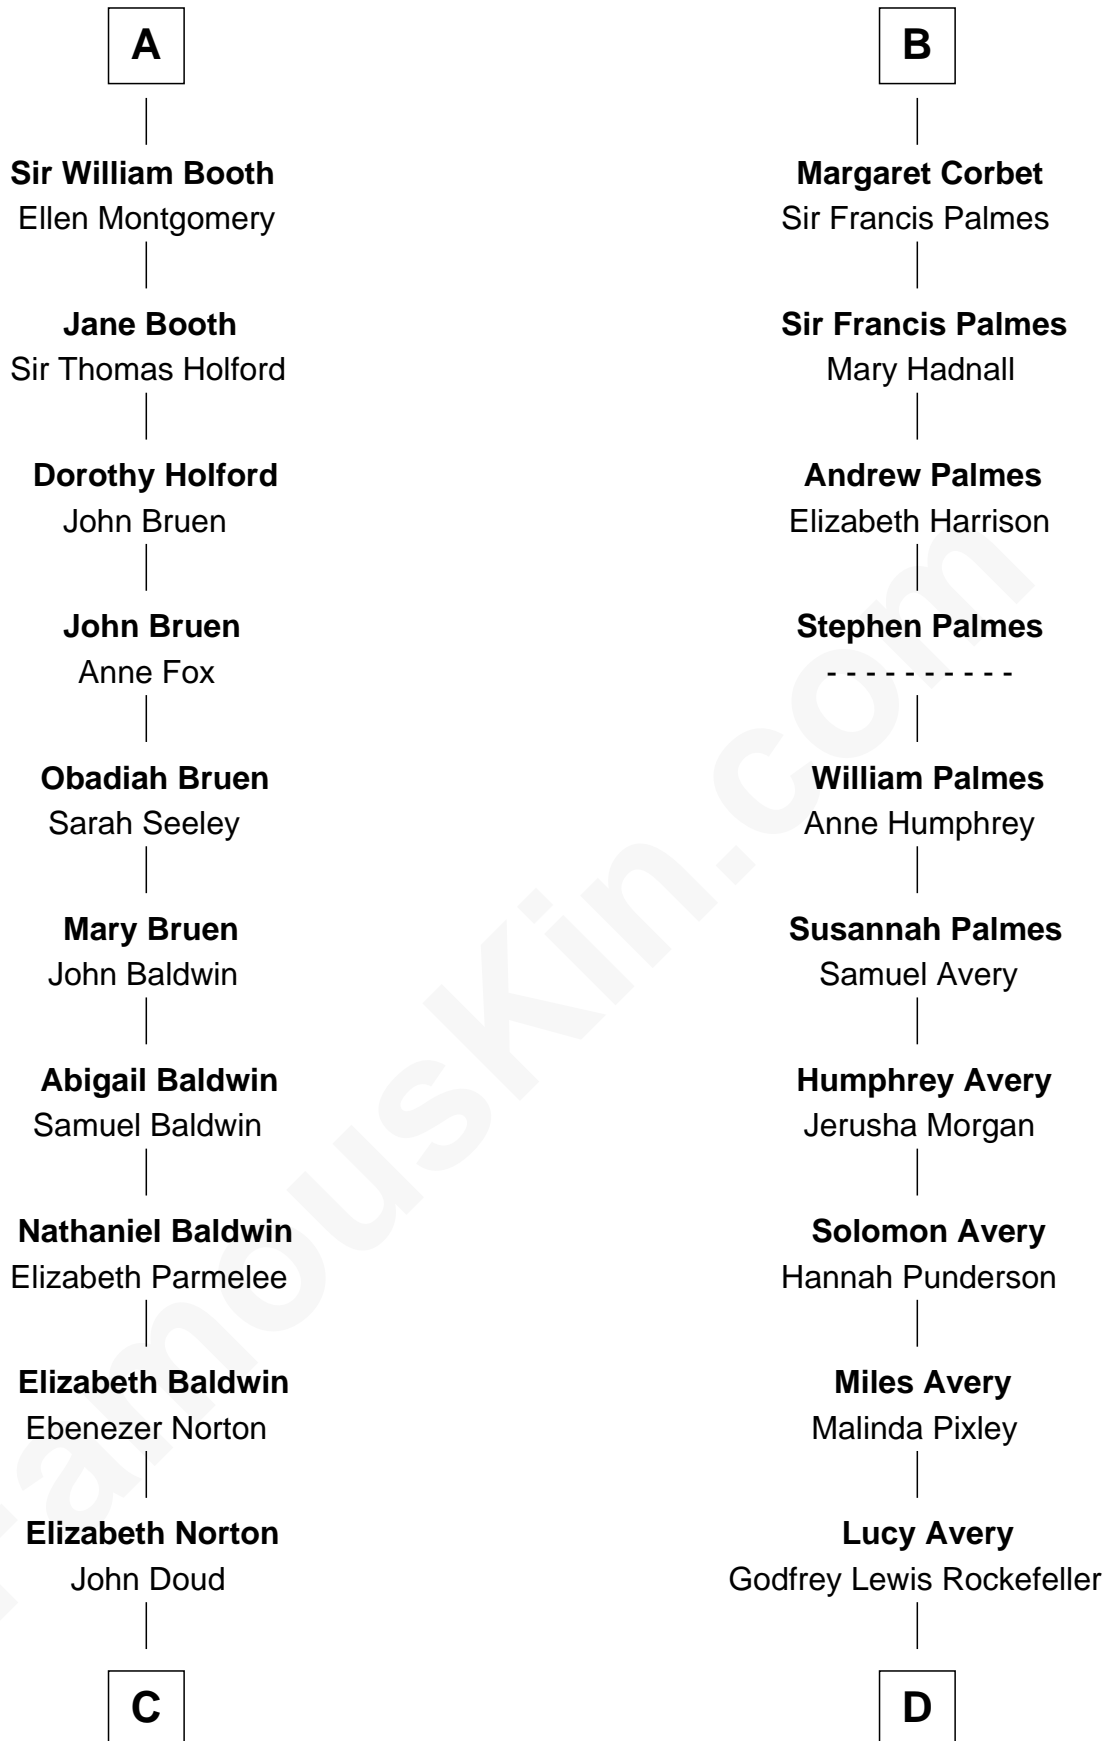 A
Sir William Booth
Ellen Montgomery
Jane Booth
Sir Thomas Holford
Dorothy Holford
John Bruen
John Bruen
Anne Fox
Obadiah Bruen
Sarah Seeley
Mary Bruen
John Baldwin
Abigail Baldwin
Samuel Baldwin
Nathaniel Baldwin
Elizabeth Parmelee
Elizabeth Baldwin
Ebenezer Norton
Elizabeth Norton
John Doud
C
B
Margaret Corbet
Sir Francis Palmes
Sir Francis Palmes
Mary Hadnall
Andrew Palmes
Elizabeth Harrison
Stephen Palmes
- - - - - - - - - -
William Palmes
Anne Humphrey
Susannah Palmes
Samuel Avery
Humphrey Avery
Jerusha Morgan
Solomon Avery
Hannah Punderson
Miles Avery
Malinda Pixley
Lucy Avery
Godfrey Lewis Rockefeller
D
FamousKin.com